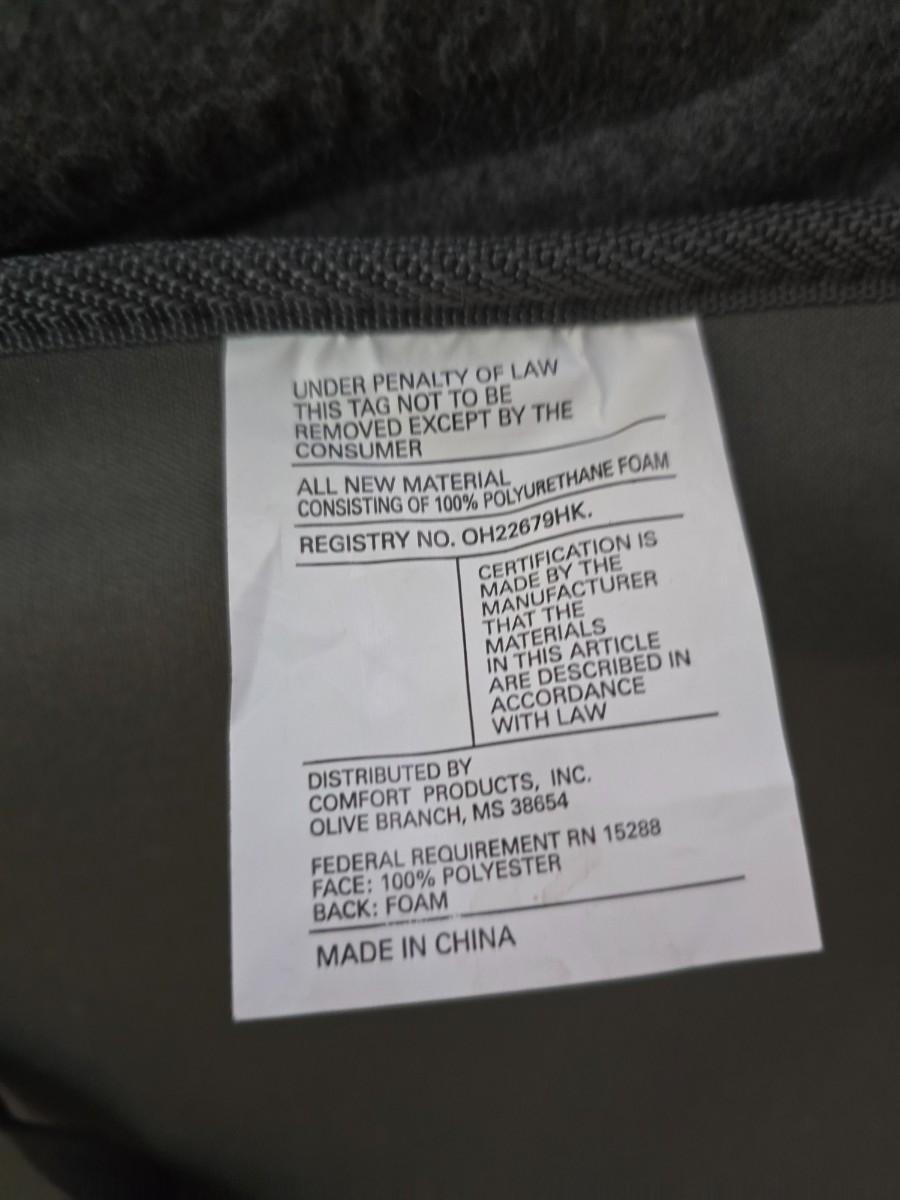 UNDER PENALTY OF LAW
THIS TAG NOT TO BE
REMOVED EXCEPT BY THE
CONSUMER
ALL NEW MATERIAL
CONSISTING OF 100% POLYURETHANE FOAM
REGISTRY NO. OH22679HK.
CERTIFICATION IS
MADE BY THE
MANUFACTURER
THAT THE
MATERIALS
IN THIS ARTICLE
ARE DESCRIBED IN
ACCORDANCE
WITH LAW
DISTRIBUTED BY
COMFORT PRODUCTS, INC.
OLIVE BRANCH, MS 38654
FEDERAL REQUIREMENT RN 15288
FACE: 100% POLYESTER
BACK: FOAM
MADE IN CHINA